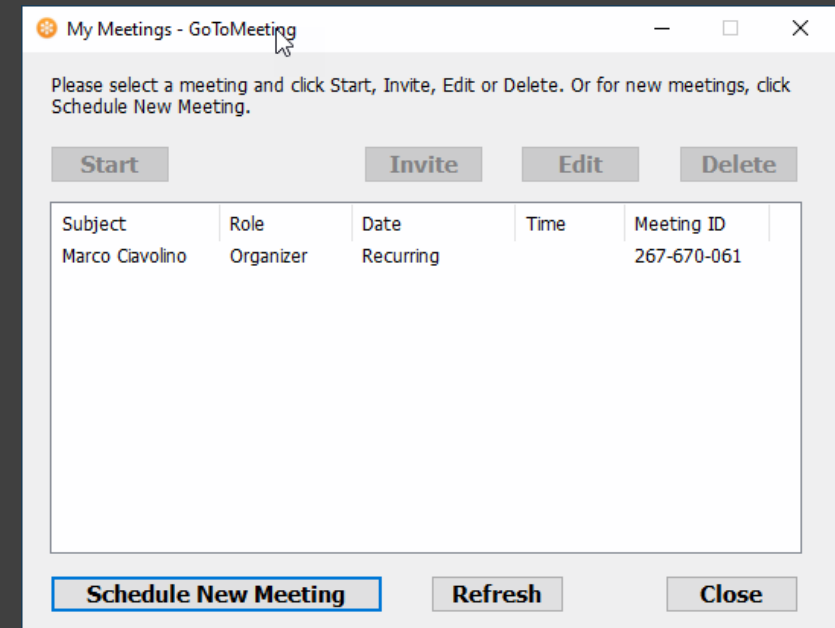 My Meetings - GoToMeeting
Please select a meeting and click Start, Invite, Edit or Delete. Or for new meetings, click
Schedule New Meeting.
Start Invite Edit Delete
Subject Role Date Time Meeting ID
Marco Ciavolino Organizer Recurring 267-670-061
Schedule New Meeting Refresh Close